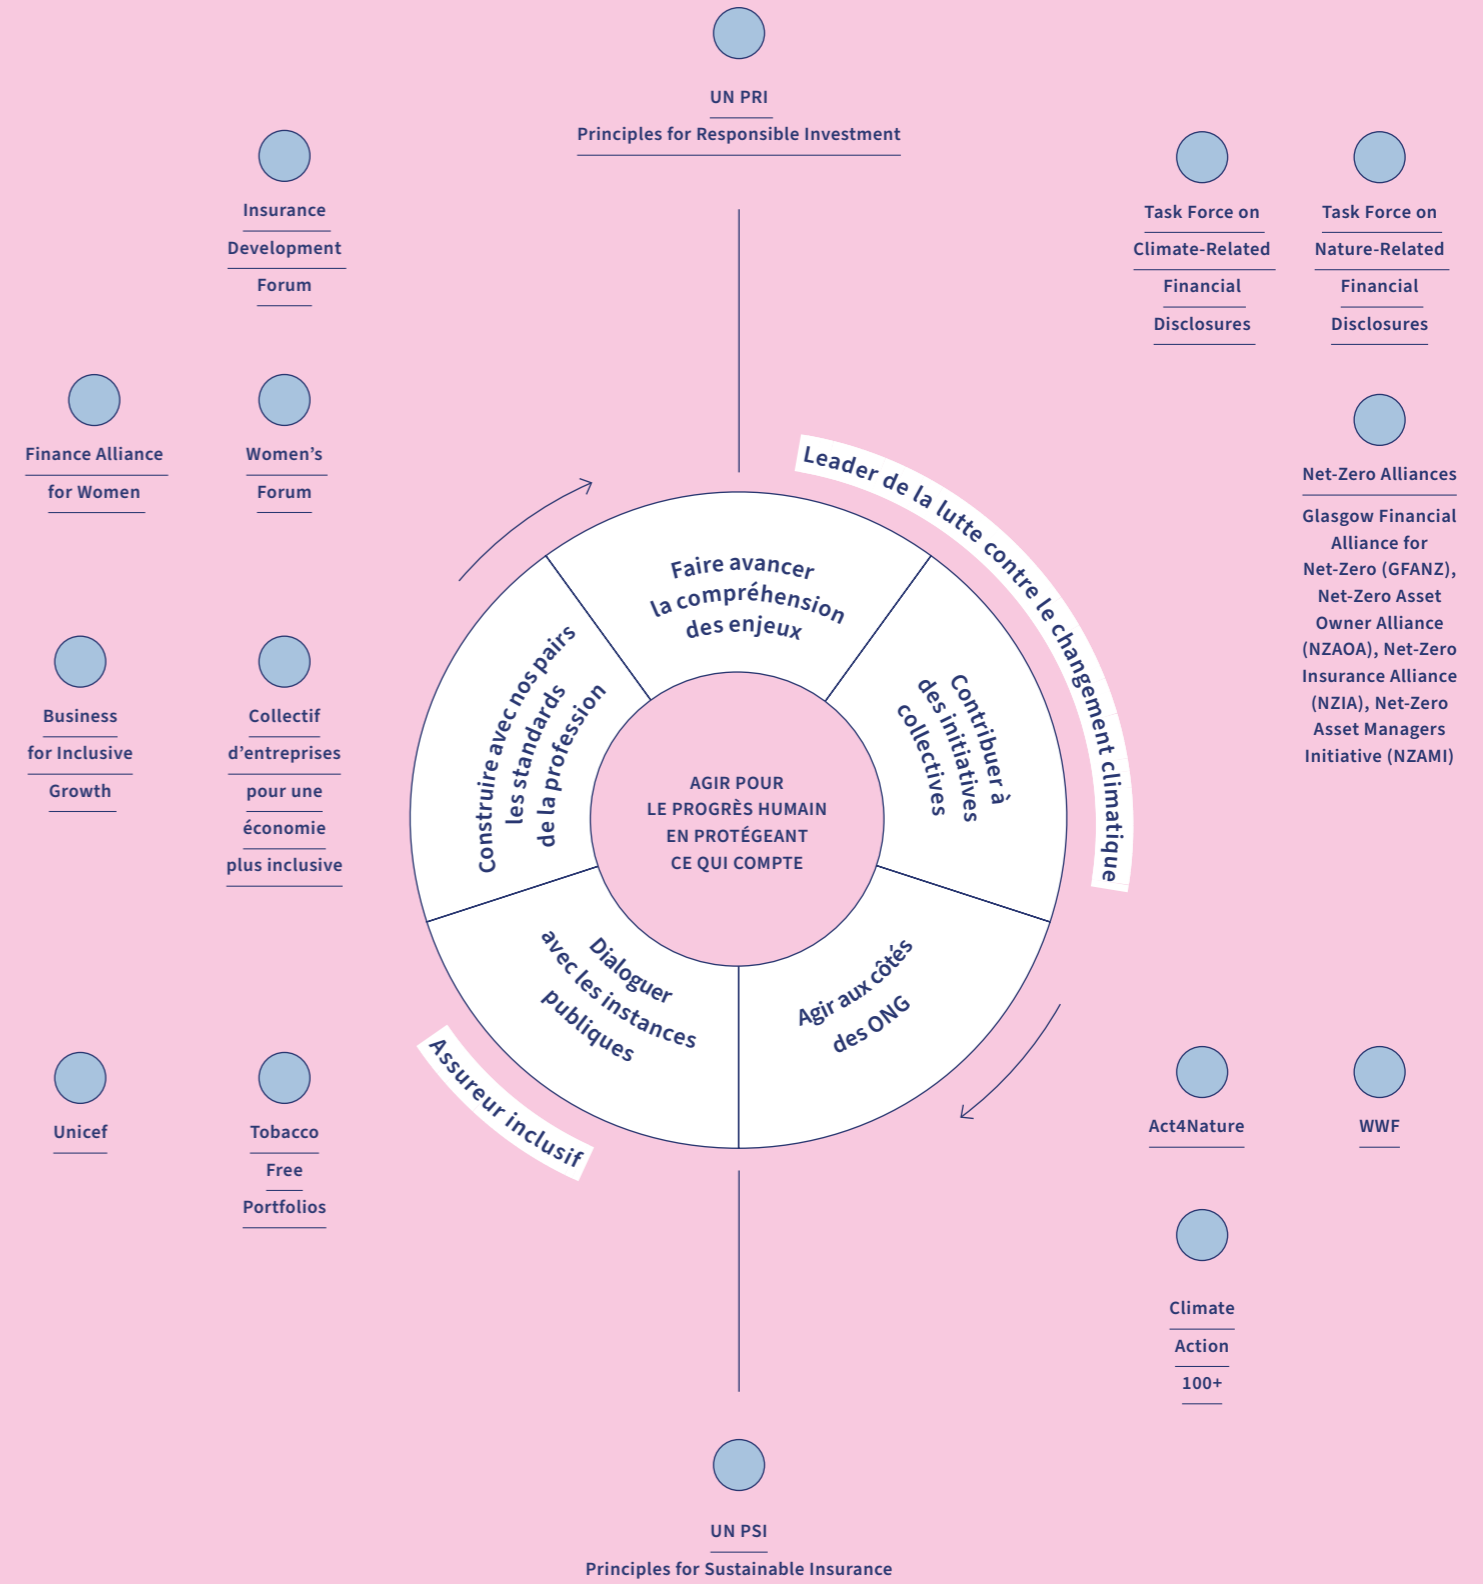 UN PRI
Principles for Responsible Investment
Insurance
Development
Forum
Task Force on
Climate-Related
Financial
Disclosures
Task Force on
Nature-Related
Financial
Disclosures
Finance Alliance
for Women
Women’s
Forum
Net-Zero Alliances
Glasgow Financial
Alliance for
Net-Zero (GFANZ),
Net-Zero Asset
Owner Alliance
(NZAOA), Net-Zero
Insurance Alliance
(NZIA), Net-Zero
Asset Managers
Initiative (NZAMI)
Leader de la lutte contre le changement climatique
Faire avancer
la compréhension
des enjeux
Contribuer à
des initiatives
collectives
Construire avec nos pairs
les standards
de la profession
AGIR POUR
LE PROGRÈS HUMAIN
EN PROTÉGEANT
CE QUI COMPTE
Business
for Inclusive
Growth
Collectif
d’entreprises
pour une
économie
plus inclusive
Dialoguer
avec les instances
publiques
Agir aux côtés
des ONG
Assureur inclusif
Unicef
Tobacco
Free
Portfolios
Act4Nature
WWF
Climate
Action
100+
UN PSI
Principles for Sustainable Insurance